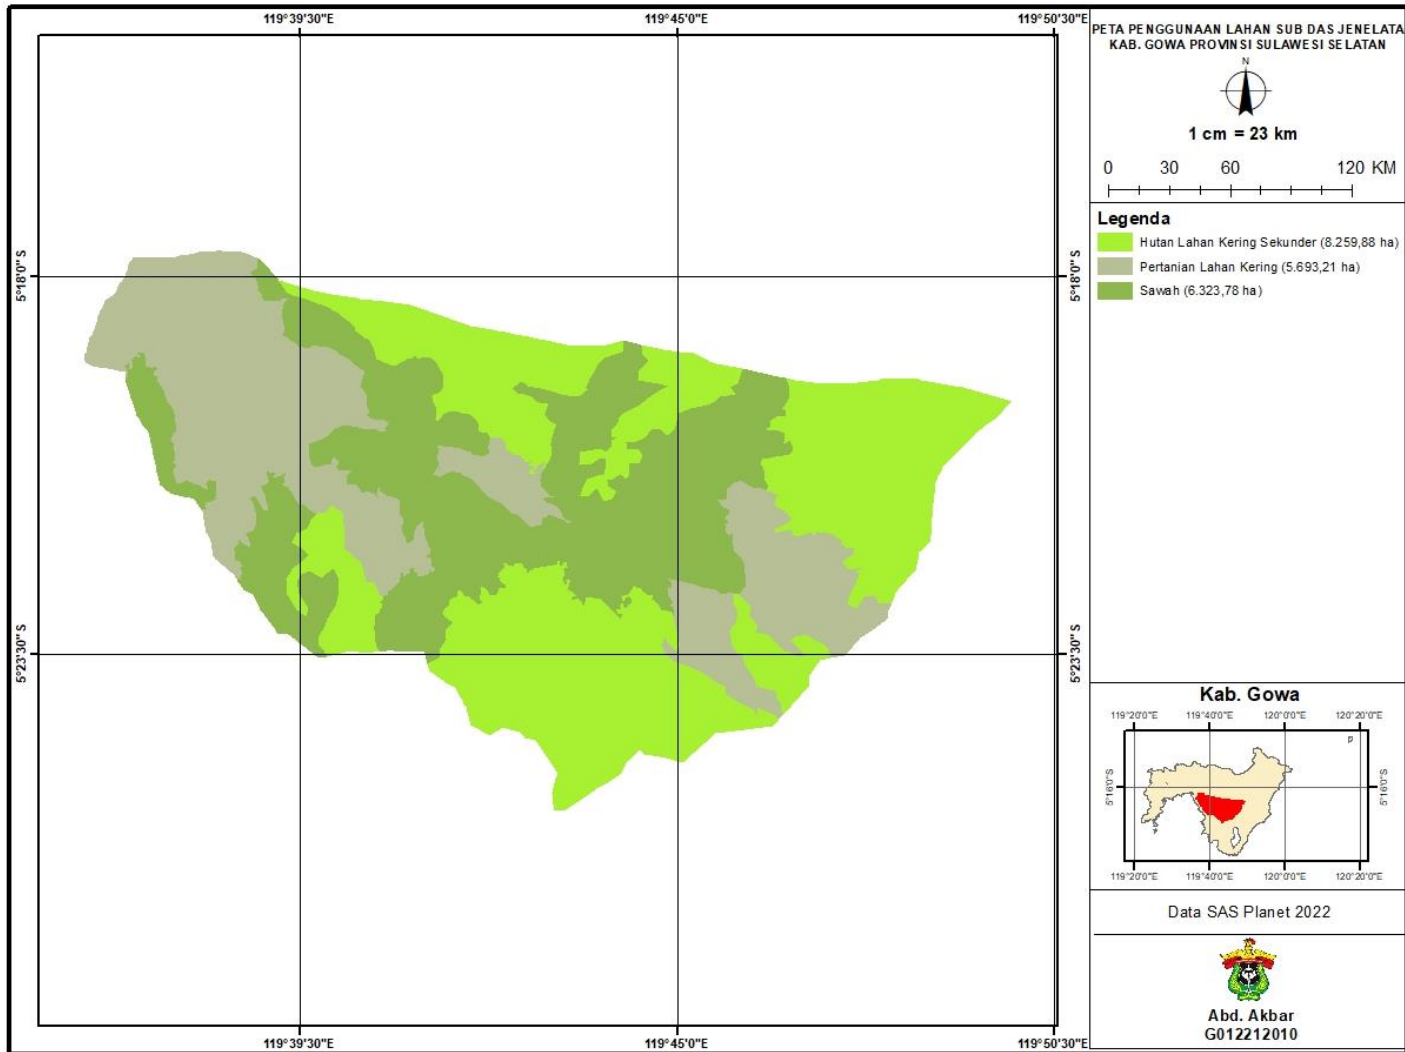 119°39'30"E 119°45'0"E 119°50'30"E
5°18'0"S 5°18'0"S
5°23'30"S 5°23'30"S
119°39'30"E 119°45'0"E 119°50'30"E
PETA PENGGUNAAN LAHAN SUB DAS JENELATA
KAB. GOWA PROVINSI SULAWESI SELATAN
N
1 cm = 23 km
0 30 60 120 KM
Legenda
Hutan Lahan Kering Sekunder (8.259,88 ha)
Pertanian Lahan Kering (5.693,21 ha)
Sawah (6.323,78 ha)
Kab. Gowa
119°20'0"E 119°40'0"E 120°0'0"E 120°20'0"E
5°16'0"S 5°16'0"S
119°20'0"E 119°40'0"E 120°0'0"E 120°20'0"E
Data SAS Planet 2022
Abd. Akbar
G012212010